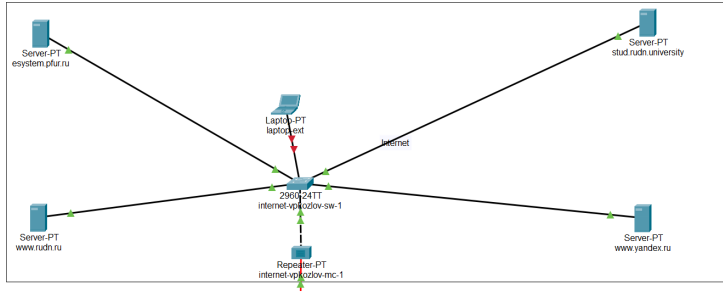 Server-PT
esystem.pfur.ru
Server-PT
stud.rudn.university
Laptop-PT
laptop-ext
Internet
2960-24TT
internet-vpkozlov-sw-1
Server-PT
www.rudn.ru
Server-PT
www.yandex.ru
Repeater-PT
internet-vpkozlov-mc-1